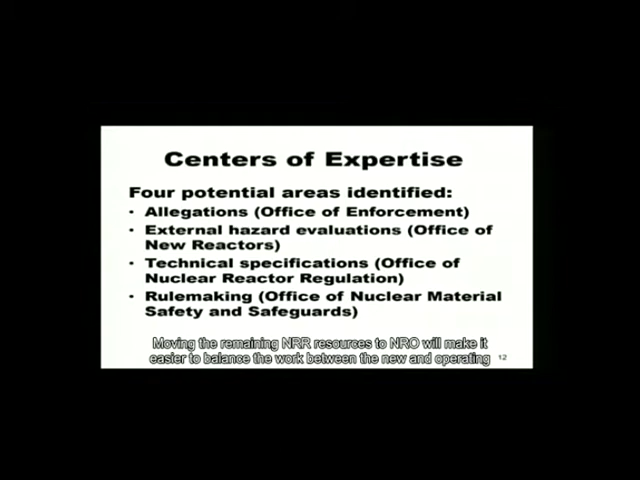 Centers of Expertise
Four potential areas identified:
• Allegations (Office of Enforcement)
• External hazard evaluations (Office of
New Reactors)
• Technical specifications (Office of
Nuclear Reactor Regulation)
• Rulemaking (Office of Nuclear Material
Safety and Safeguards)
Moving the remaining NRR resources to NRO will make it
easier to balance the work between the new and operating
12